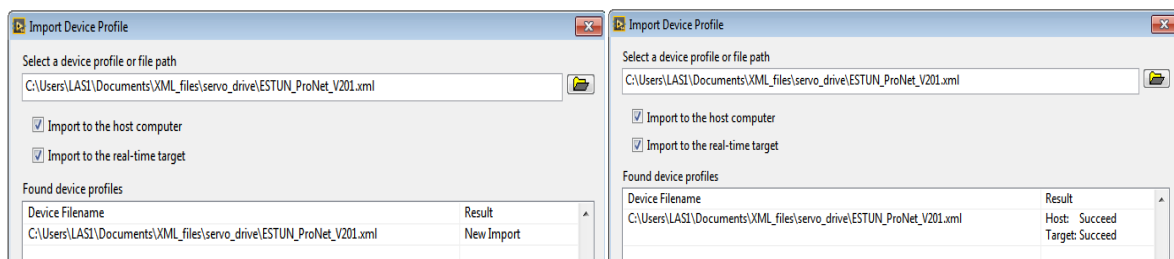 Import Device Profile
Select a device profile or file path
C:\Users\LAS1\Documents\XML_files\servo_drive\ESTUN_ProNet_V201.xml
Import to the host computer
Import to the real-time target
Found device profiles
Device Filename Result
C:\Users\LAS1\Documents\XML_files\servo_drive\ESTUN_ProNet_V201.xml New Import
Import Device Profile
Select a device profile or file path
C:\Users\LAS1\Documents\XML_files\servo_drive\ESTUN_ProNet_V201.xml
Import to the host computer
Import to the real-time target
Found device profiles
Device Filename Result
C:\Users\LAS1\Documents\XML_files\servo_drive\ESTUN_ProNet_V201.xml Host: Succeed
Target: Succeed